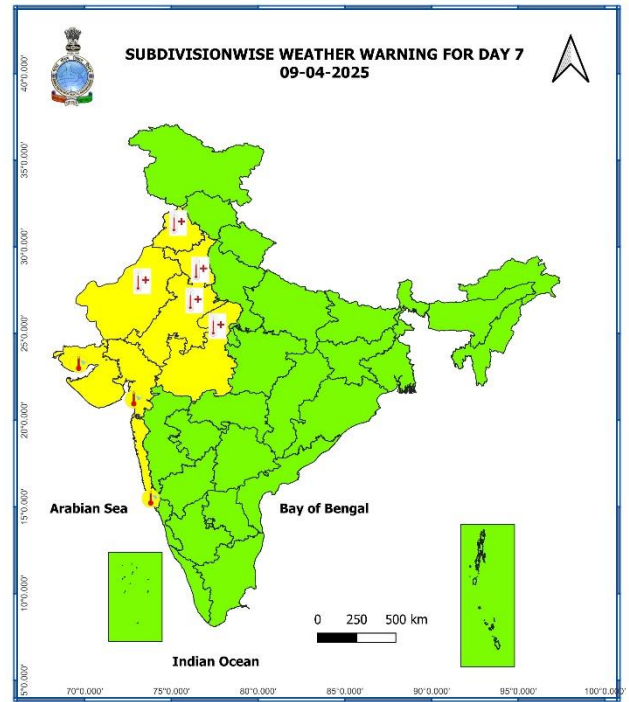 SUBDIVISIONWISE WEATHER WARNING FOR DAY 7
09-04-2025
40°0.000'
35°0.000'
30°0.000'
25°0.000'
20°0.000'
15°0.000'
10°0.000'
5°0.000'
Arabian Sea
Bay of Bengal
0 250 500 km
Indian Ocean
70°0.000' 75°0.000' 80°0.000' 85°0.000' 90°0.000' 95°0.000' 100°0.000'